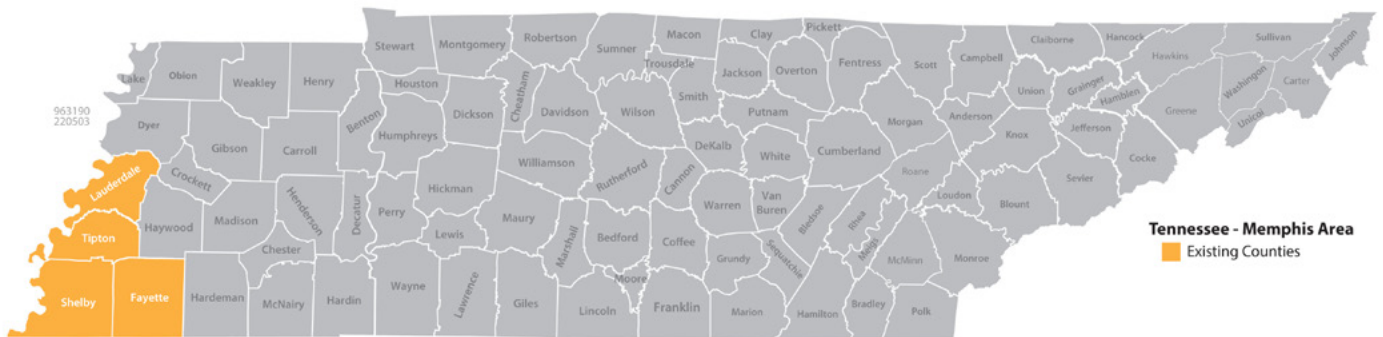 Pickett
Stewart
Montgomery
Robertson
Sumner
Macon
Clay
Claiborne
Hancock
Sullivan
Johnson
Lake
Obion
Weakley
Henry
Houston
Trousdale
Jackson
Overton
Fentress
Scott
Campbell
Hawkins
Washingon
Carter
963190
220503
Dyer
Gibson
Carroll
Benton
Humphreys
Dickson
Cheatham
Davidson
Wilson
Smith
Putnam
Morgan
Anderson
Union
Grainger
Hamblen
Greene
Unicoi
Lauderdale
Crockett
Haywood
Madison
Henderson
Decatur
Perry
Hickman
Williamson
Rutherford
Cannon
DeKalb
White
Cumberland
Roane
Loudon
Knox
Jefferson
Cocke
Sevier
Blount
Tipton
Chester
Lewis
Maury
Marshall
Bedford
Coffee
Warren
Van
Buren
Bledsoe
Rhea
Meigs
McMinn
Monroe
Tennessee - Memphis Area
Existing Counties
Shelby
Fayette
Hardeman
McNairy
Hardin
Wayne
Lawrence
Giles
Lincoln
Moore
Franklin
Grundy
Sequatchie
Marion
Hamilton
Bradley
Polk